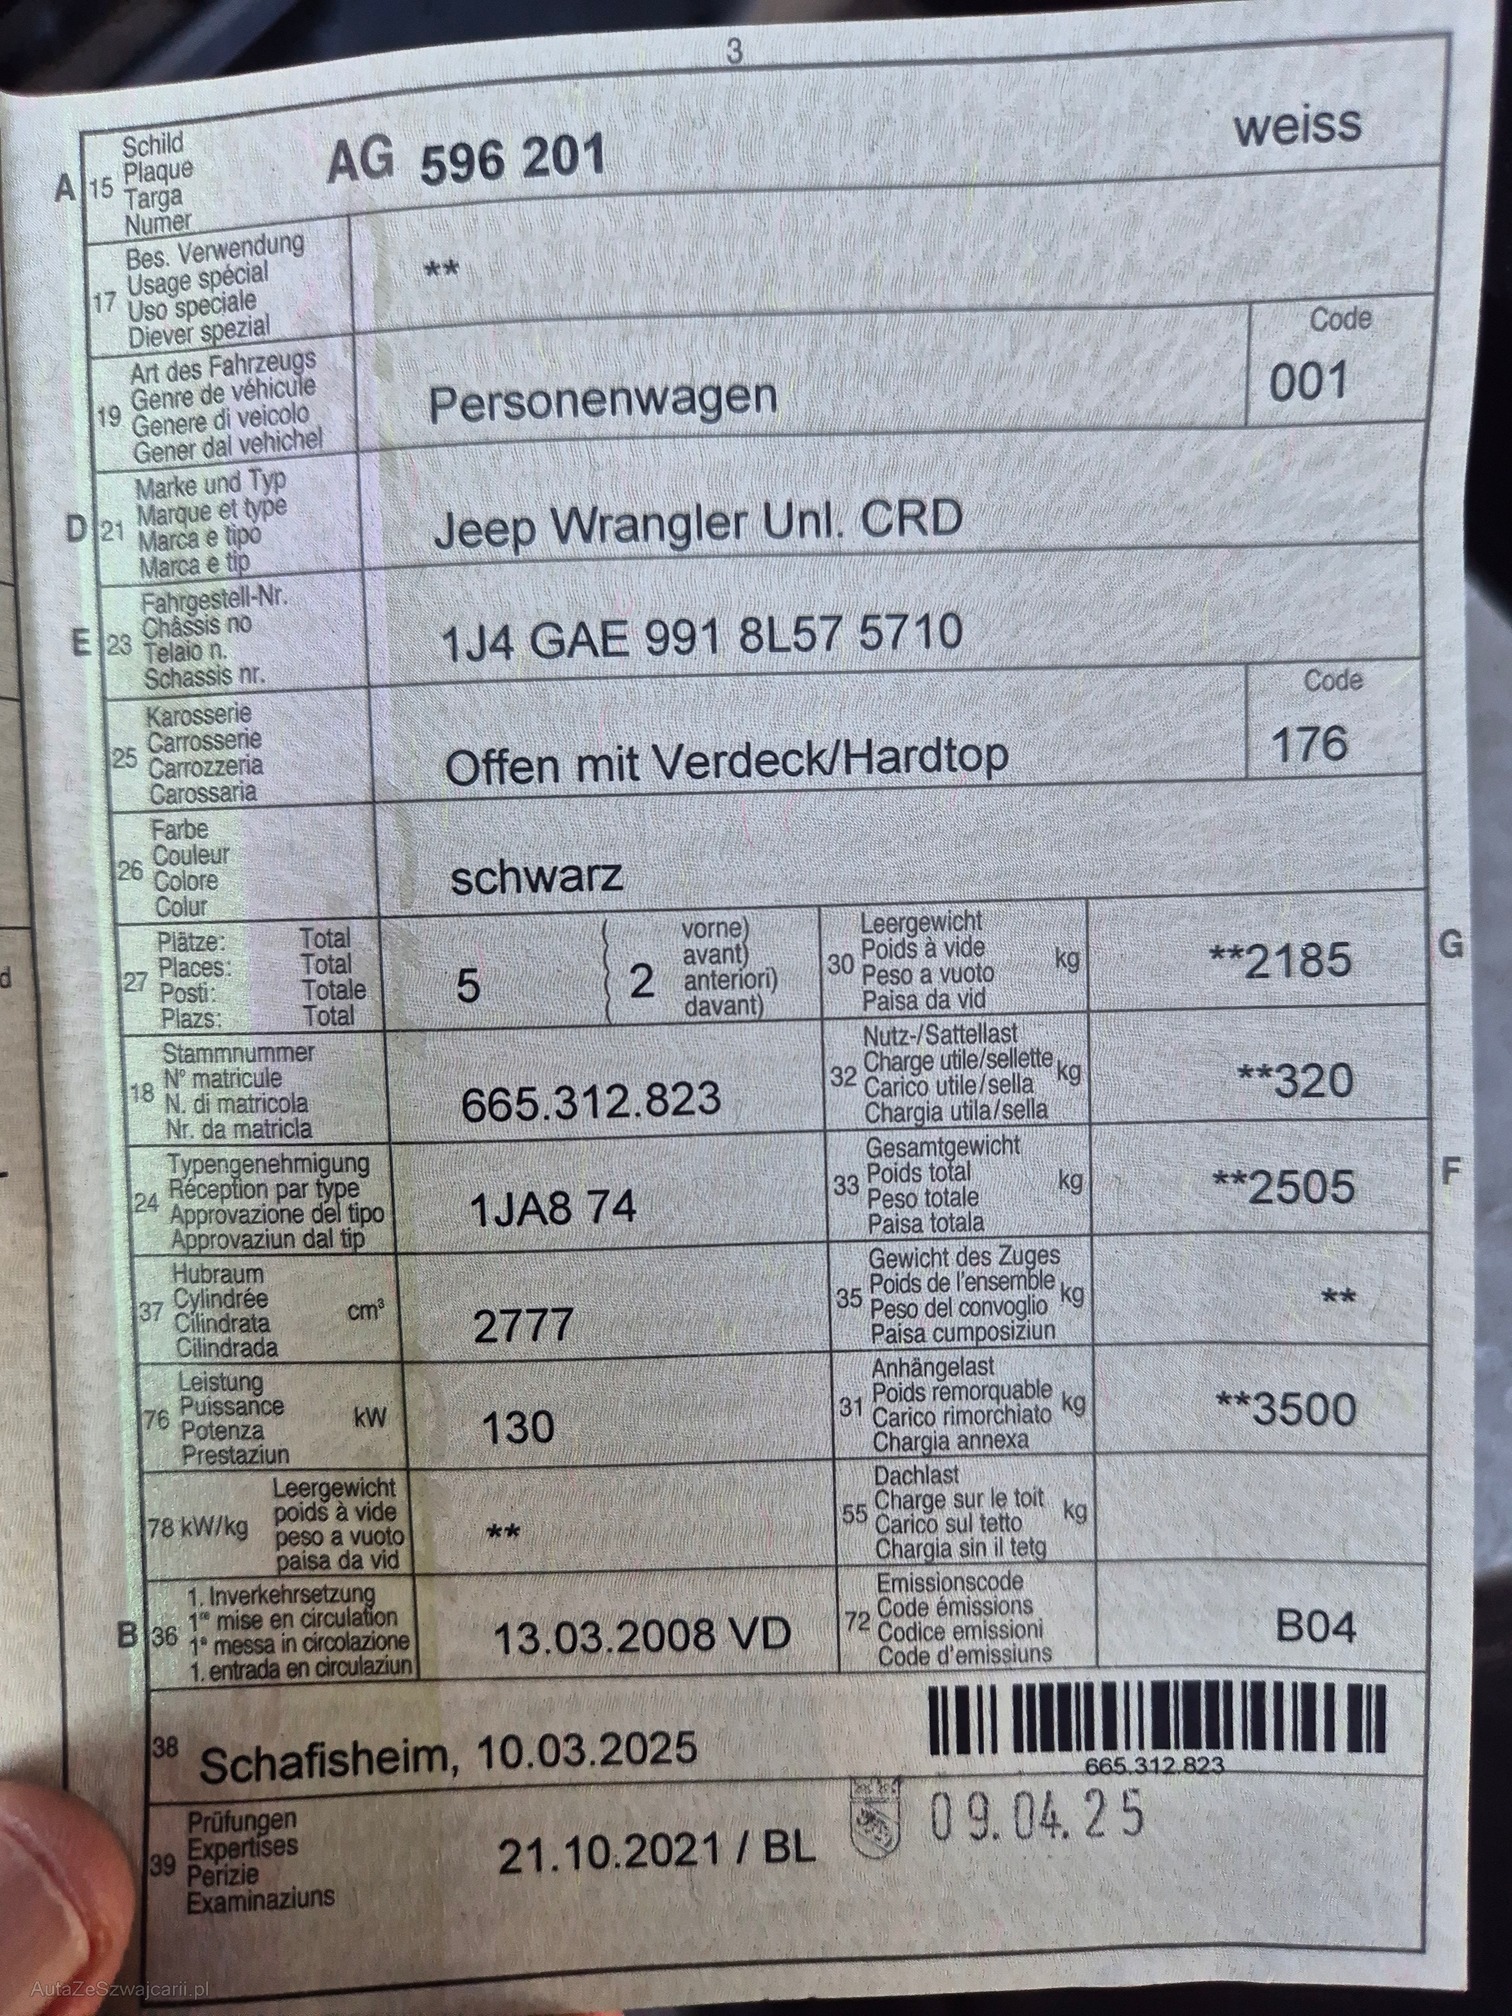 3
A 15 Schild
Plaque
Targa
Numer
AG 596 201
weiss
17 Bes. Verwendung
Usage spécial
Uso speciale
Diever spezial
**
19 Art des Fahrzeugs
Genre de véhicule
Genere di veicolo
Gener dal vehichel
Personenwagen
Code
001
D 21 Marke und Typ
Marque et type
Marca e tipo
Marca e tip
Jeep Wrangler Unl. CRD
E 23 Fahrgestell-Nr.
Châssis no
Telaio n.
Schassis nr.
1J4 GAE 991 8L57 5710
25 Karosserie
Carrosserie
Carrozzeria
Carossaria
Offen mit Verdeck/Hardtop
Code
176
26 Farbe
Couleur
Colore
Colur
schwarz
27 Plätze: Total
Places: Total
Posti: Totale
Plazs: Total
5
2
vorne)
avant)
anteriori)
davant)
30 Leergewicht
Poids à vide
Peso a vuoto
Paisa da vid
kg
**2185
G
18 Stammnummer
N° matricule
N. di matricola
Nr. da matricla
665.312.823
32 Nutz-/Sattellast
Charge utile/sellette
Carico utile/sella
Chargia utila/sella
kg
**320
24 Typengenehmigung
Réception par type
Approvazione del tipo
Approvaziun dal tip
1JA8 74
33 Gesamtgewicht
Poids total
Peso totale
Paisa totala
kg
**2505
F
37 Hubraum
Cylindrée
Cilindrata
Cilindrada
cm³
2777
35 Gewicht des Zuges
Poids de l'ensemble
Peso del convoglio
Paisa cumposiziun
kg
**
76 Leistung
Puissance
Potenza
Prestaziun
kW
130
31 Anhängelast
Poids remorquable
Carico rimorchiato
Chargia annexa
kg
**3500
78 kW/kg
Leergewicht
poids à vide
peso a vuoto
paisa da vid
**
55 Dachlast
Charge sur le toit
Carico sul tetto
Chargia sin il tetg
kg
B 36 1. Inverkehrsetzung
1re mise en circulation
1a messa in circolazione
1. entrada en circulaziun
13.03.2008 VD
72 Emissionscode
Code émissions
Codice emissioni
Code d'emissiuns
B04
38 Schafisheim, 10.03.2025
665.312.823
39 Prüfungen
Expertises
Perizie
Examinaziuns
21.10.2021 / BL
09.04.25
d
AutaZeSzwajcarii.pl